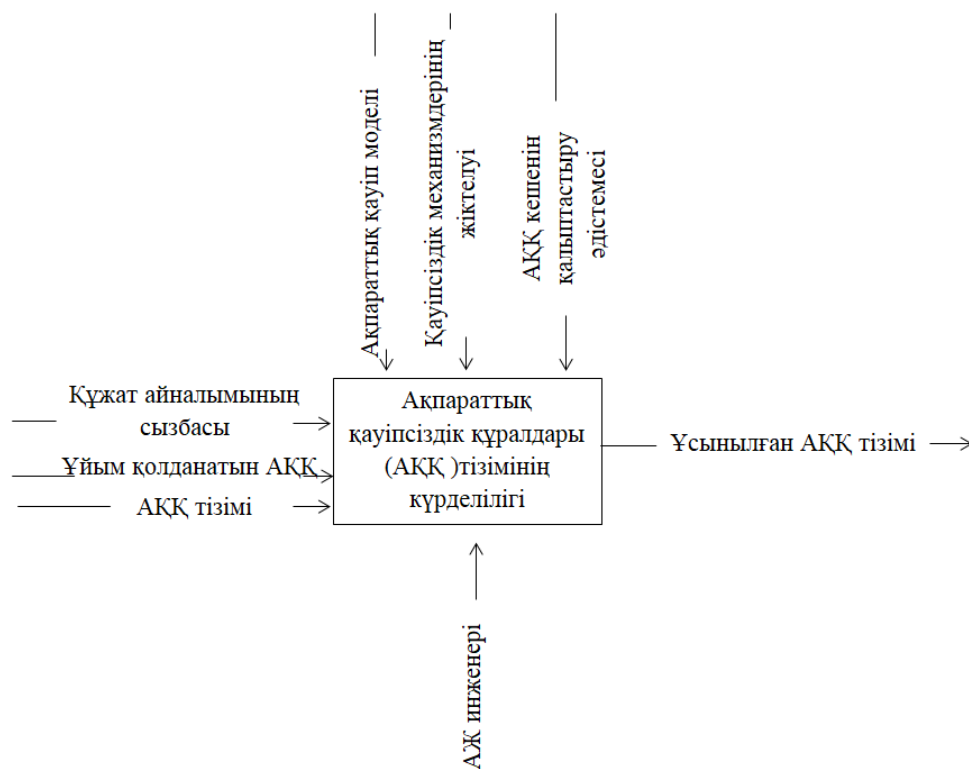 Ақпараттық қауіп моделі
Қауіпсіздік механизмдерінің
жіктелуі
АҚҚ кешенін
қалыптастыру
әдістемесі
Құжат айналымының
сызбасы
Ұйым қолданатын АҚҚ
АҚҚ тізімі
Ақпараттық
қауіпсіздік құралдары
(АҚҚ )тізімінің
күрделілігі
Ұсынылған АҚҚ тізімі
АЖ инженері